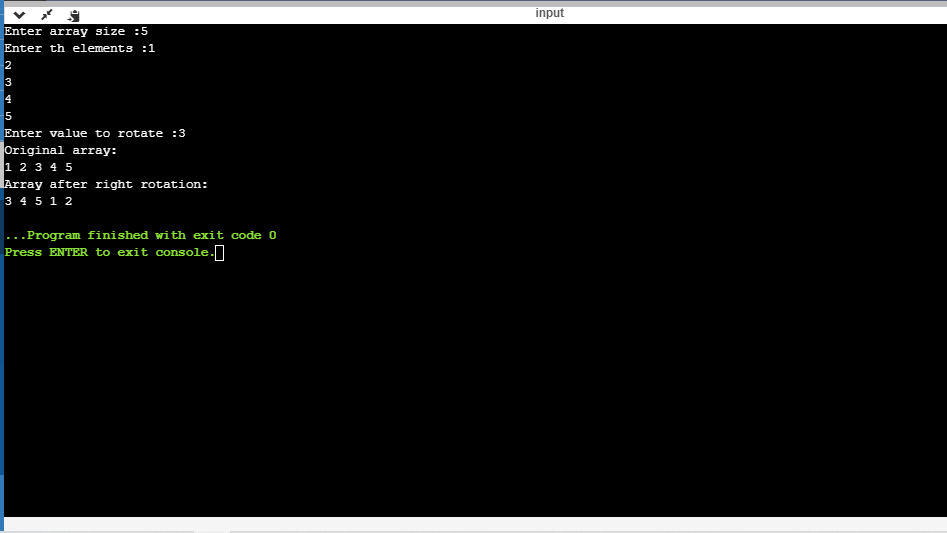 input
Enter array size :5
Enter th elements :1
2
3
4
5
Enter value to rotate :3
Original array:
1 2 3 4 5
Array after right rotation:
3 4 5 1 2
...Program finished with exit code 0
Press ENTER to exit console.